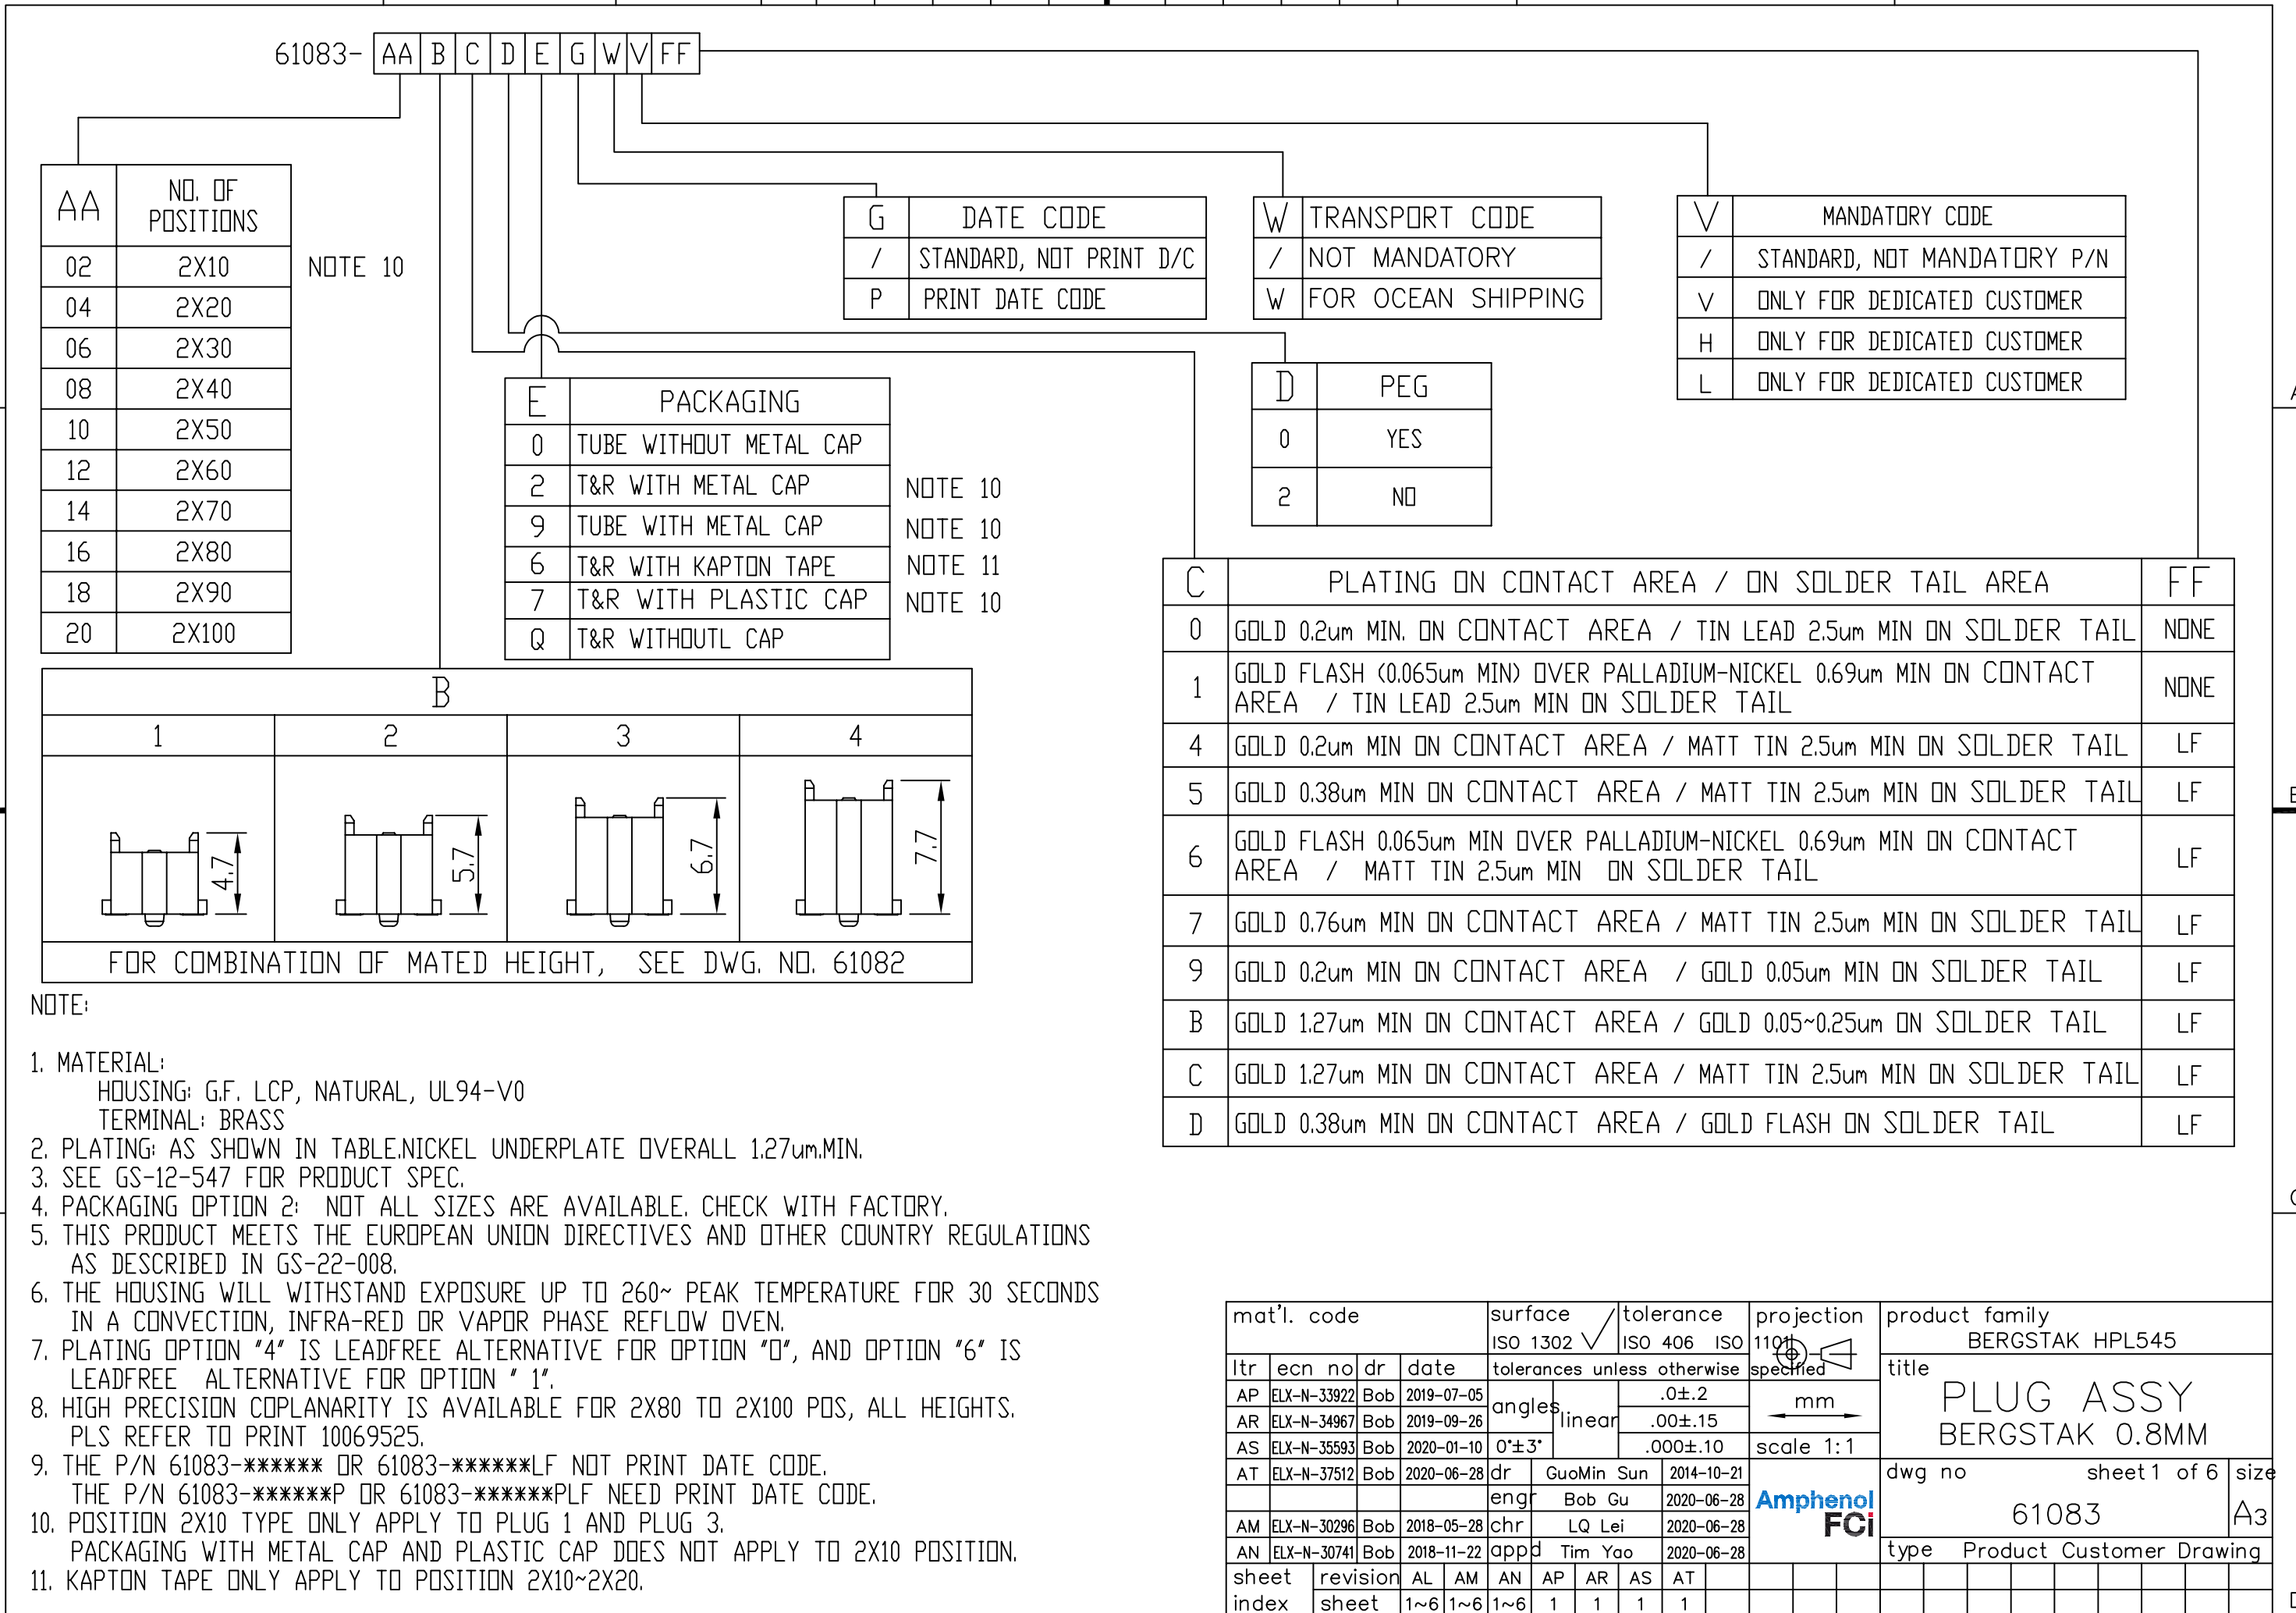 61083- AA B C D E G W V FF
AA NO. OF POSITIONS
02 2X10 NOTE 10
04 2X20
06 2X30
08 2X40
10 2X50
12 2X60
14 2X70
16 2X80
18 2X90
20 2X100
G DATE CODE
/ STANDARD, NOT PRINT D/C
P PRINT DATE CODE
W TRANSPORT CODE
/ NOT MANDATORY
W FOR OCEAN SHIPPING
V MANDATORY CODE
/ STANDARD, NOT MANDATORY P/N
V ONLY FOR DEDICATED CUSTOMER
H ONLY FOR DEDICATED CUSTOMER
L ONLY FOR DEDICATED CUSTOMER
E PACKAGING
0 TUBE WITHOUT METAL CAP
2 T&R WITH METAL CAP NOTE 10
9 TUBE WITH METAL CAP NOTE 10
6 T&R WITH KAPTON TAPE NOTE 11
7 T&R WITH PLASTIC CAP NOTE 10
Q T&R WITHOUTL CAP
D PEG
0 YES
2 NO
C PLATING ON CONTACT AREA / ON SOLDER TAIL AREA FF
0 GOLD 0.2um MIN. ON CONTACT AREA / TIN LEAD 2.5um MIN ON SOLDER TAIL NONE
1 GOLD FLASH (0.065um MIN) OVER PALLADIUM-NICKEL 0.69um MIN ON CONTACT
AREA / TIN LEAD 2.5um MIN ON SOLDER TAIL NONE
4 GOLD 0.2um MIN ON CONTACT AREA / MATT TIN 2.5um MIN ON SOLDER TAIL LF
5 GOLD 0.38um MIN ON CONTACT AREA / MATT TIN 2.5um MIN ON SOLDER TAIL LF
6 GOLD FLASH 0.065um MIN OVER PALLADIUM-NICKEL 0.69um MIN ON CONTACT
AREA / MATT TIN 2.5um MIN ON SOLDER TAIL LF
7 GOLD 0.76um MIN ON CONTACT AREA / MATT TIN 2.5um MIN ON SOLDER TAIL LF
9 GOLD 0.2um MIN ON CONTACT AREA / GOLD 0.05um MIN ON SOLDER TAIL LF
B GOLD 1.27um MIN ON CONTACT AREA / GOLD 0.05~0.25um ON SOLDER TAIL LF
C GOLD 1.27um MIN ON CONTACT AREA / MATT TIN 2.5um MIN ON SOLDER TAIL LF
D GOLD 0.38um MIN ON CONTACT AREA / GOLD FLASH ON SOLDER TAIL LF
B
1 2 3 4
4.7 5.7 6.7 7.7
FOR COMBINATION OF MATED HEIGHT, SEE DWG. NO. 61082
NOTE:
1. MATERIAL:
HOUSING: G.F. LCP, NATURAL, UL94-V0
TERMINAL: BRASS
2. PLATING: AS SHOWN IN TABLE.NICKEL UNDERPLATE OVERALL 1.27um.MIN.
3. SEE GS-12-547 FOR PRODUCT SPEC.
4. PACKAGING OPTION 2: NOT ALL SIZES ARE AVAILABLE. CHECK WITH FACTORY.
5. THIS PRODUCT MEETS THE EUROPEAN UNION DIRECTIVES AND OTHER COUNTRY REGULATIONS
AS DESCRIBED IN GS-22-008.
6. THE HOUSING WILL WITHSTAND EXPOSURE UP TO 260~ PEAK TEMPERATURE FOR 30 SECONDS
IN A CONVECTION, INFRA-RED OR VAPOR PHASE REFLOW OVEN.
7. PLATING OPTION "4" IS LEADFREE ALTERNATIVE FOR OPTION "0", AND OPTION "6" IS
LEADFREE ALTERNATIVE FOR OPTION " 1".
8. HIGH PRECISION COPLANARITY IS AVAILABLE FOR 2X80 TO 2X100 POS, ALL HEIGHTS.
PLS REFER TO PRINT 10069525.
9. THE P/N 61083-****** OR 61083-******LF NOT PRINT DATE CODE.
THE P/N 61083-******P OR 61083-******PLF NEED PRINT DATE CODE.
10. POSITION 2X10 TYPE ONLY APPLY TO PLUG 1 AND PLUG 3.
PACKAGING WITH METAL CAP AND PLASTIC CAP DOES NOT APPLY TO 2X10 POSITION.
11. KAPTON TAPE ONLY APPLY TO POSITION 2X10~2X20.
mat'l. code
surface ISO 1302
tolerance ISO 406 ISO 1101
projection
product family
BERGSTAK HPL545
ltr ecn no dr date
tolerances unless otherwise specified
title
PLUG ASSY
BERGSTAK 0.8MM
AP ELX-N-33922 Bob 2019-07-05
AR ELX-N-34967 Bob 2019-09-26
AS ELX-N-35593 Bob 2020-01-10
AT ELX-N-37512 Bob 2020-06-28
AM ELX-N-30296 Bob 2018-05-28
AN ELX-N-30741 Bob 2018-11-22
angles 0°±3°
linear .0±.2
.00±.15
.000±.10
mm
scale 1:1
dr GuoMin Sun 2014-10-21
engr Bob Gu 2020-06-28
chr LQ Lei 2020-06-28
appd Tim Yao 2020-06-28
Amphenol
FCi
dwg no sheet 1 of 6 size
61083 A3
type Product Customer Drawing
sheet index
revision AL AM AN AP AR AS AT
sheet 1~6 1~6 1~6 1 1 1 1